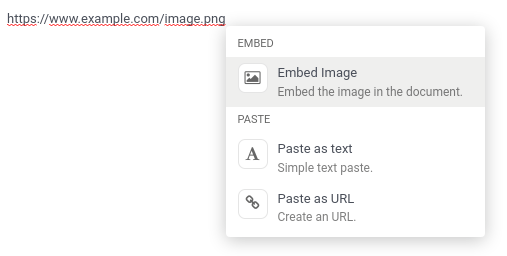 https://www.example.com/image.png
EMBED
Embed Image
Embed the image in the document.
PASTE
A
Paste as text
Simple text paste.
Paste as URL
Create an URL.